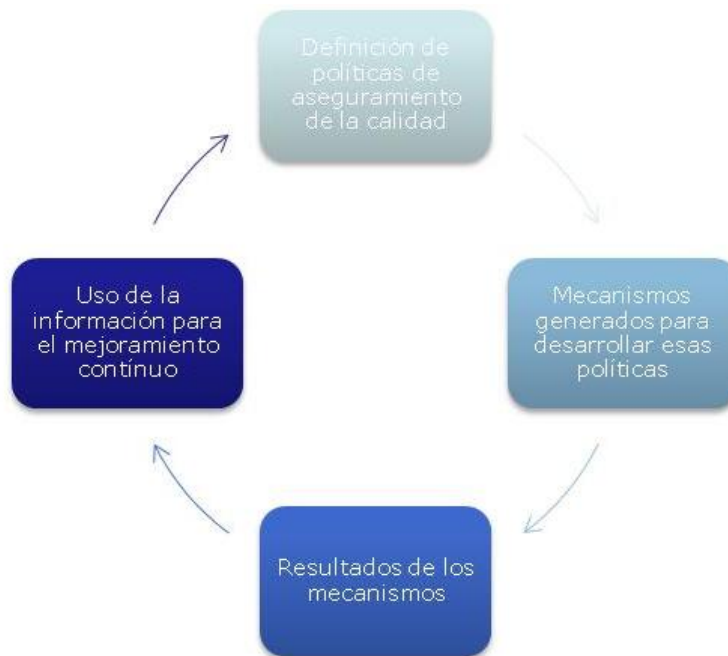 Definición de
políticas de
aseguramiento
de la calidad
Mecanismos
generados para
desarrollar esas
políticas
Resultados de los
mecanismos
Uso de la
información para
el mejoramiento
contínuo